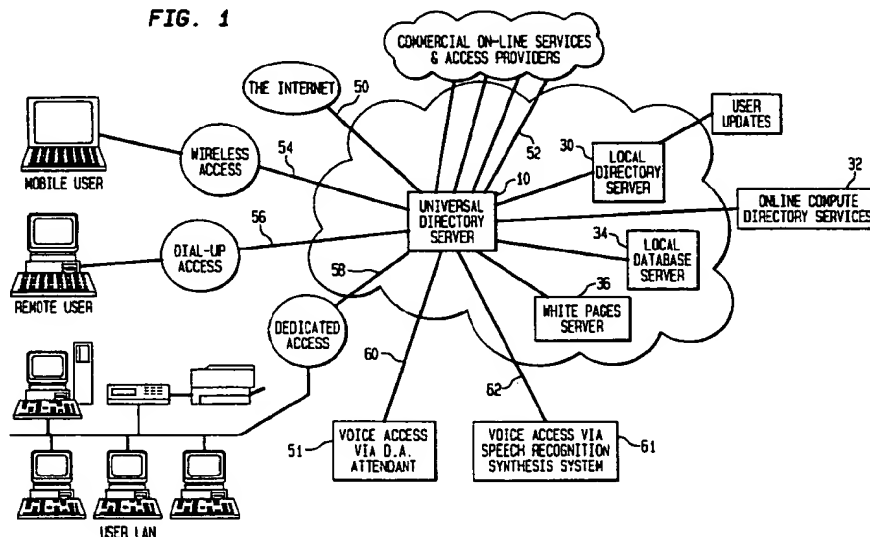 FIG. 1
COMMERCIAL ON-LINE SERVICES
& ACCESS PROVIDERS
THE INTERNET
50
52
USER
UPDATES
MOBILE USER
WIRELESS
ACCESS
54
10
30
LOCAL
DIRECTORY
SERVER
32
ONLINE COMPUTE
DIRECTORY SERVICES
UNIVERSAL
DIRECTORY
SERVER
REMOTE USER
DIAL-UP
ACCESS
56
58
34
LOCAL
DATABASE
SERVER
36
WHITE PAGES
SERVER
DEDICATED
ACCESS
60
62
51
VOICE ACCESS
VIA D.A.
ATTENDANT
VOICE ACCESS VIA
SPEECH RECOGNITION
SYNTHESIS SYSTEM
61
USER LAN